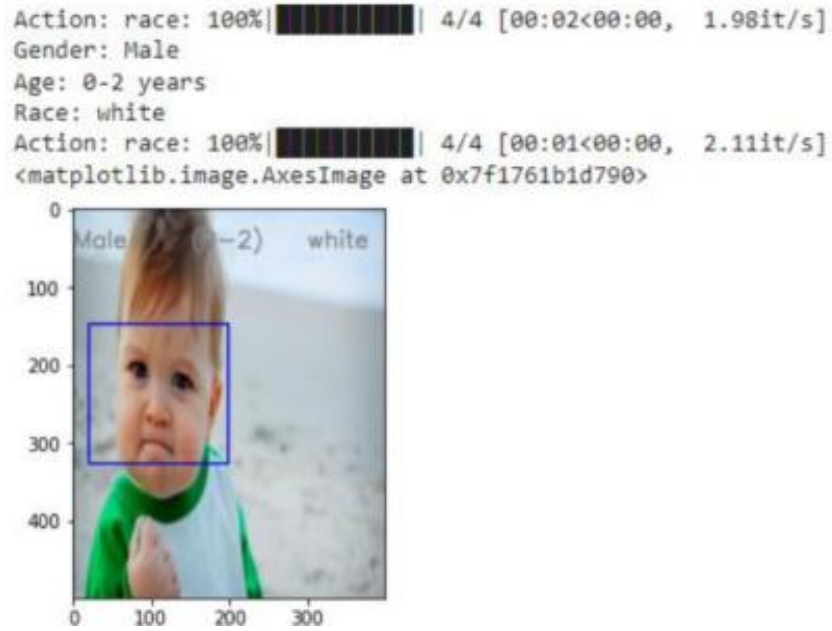 Action: race: 100%|██████████| 4/4 [00:02<00:00, 1.98it/s]
Gender: Male
Age: 0-2 years
Race: white
Action: race: 100%|██████████| 4/4 [00:01<00:00, 2.11it/s]
<matplotlib.image.AxesImage at 0x7f1761b1d790>
0
Male -2) white
100
200
300
400
0 100 200 300